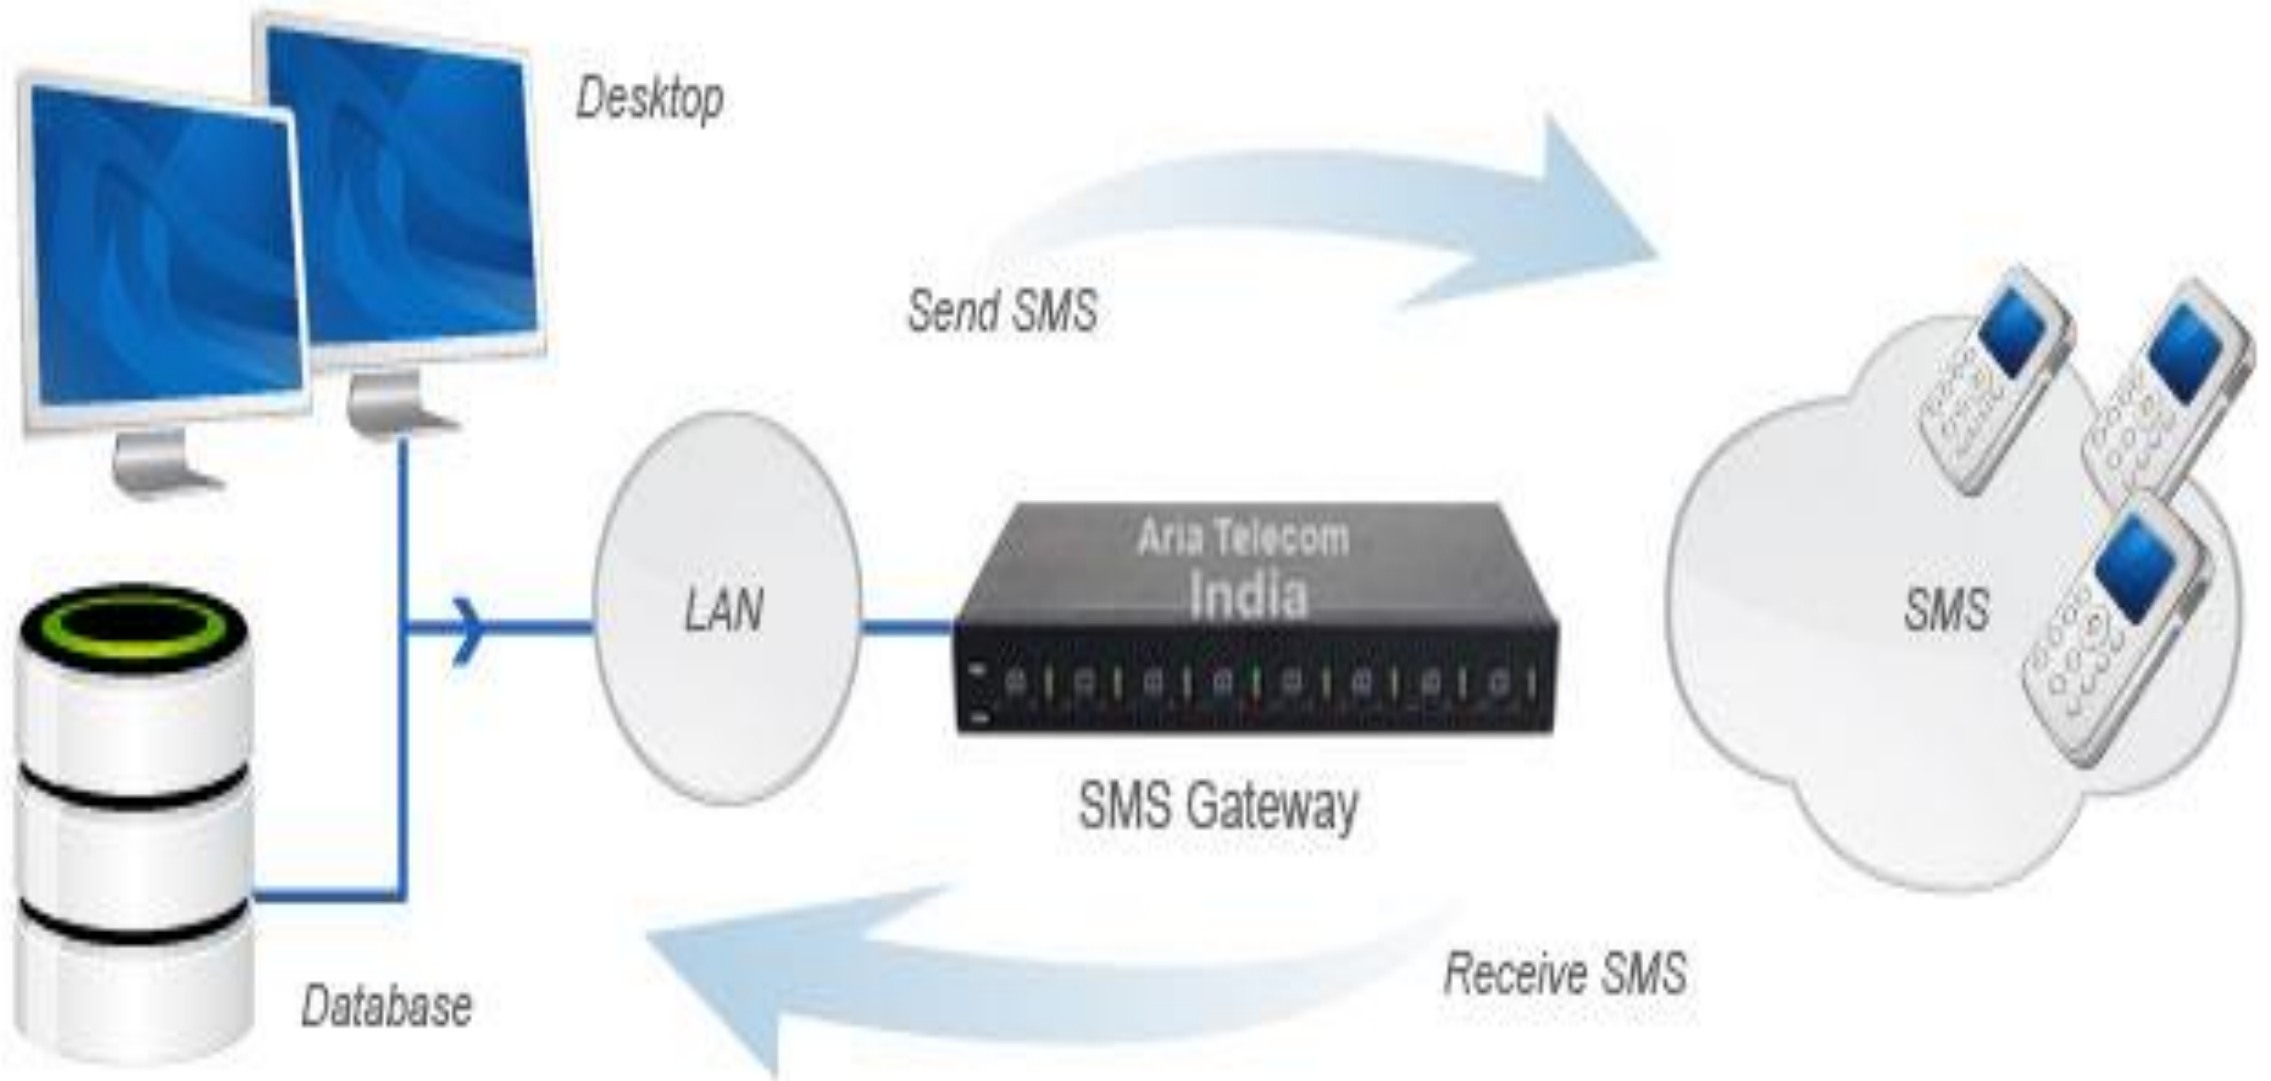 Desktop
Send SMS
LAN
Aria Telecom
India
SMS
SMS Gateway
Receive SMS
Database